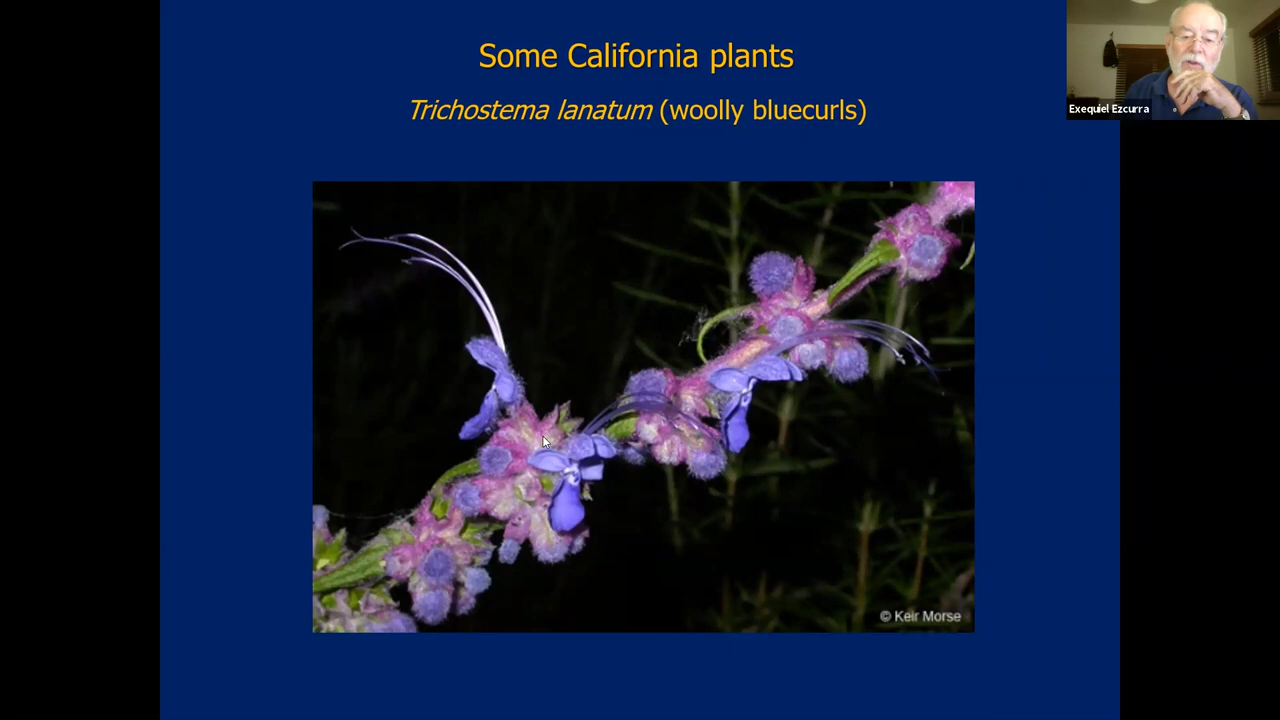 Some California plants
Trichostema lanatum (woolly bluecurls)
Exequiel Ezcurra
© Keir Morse